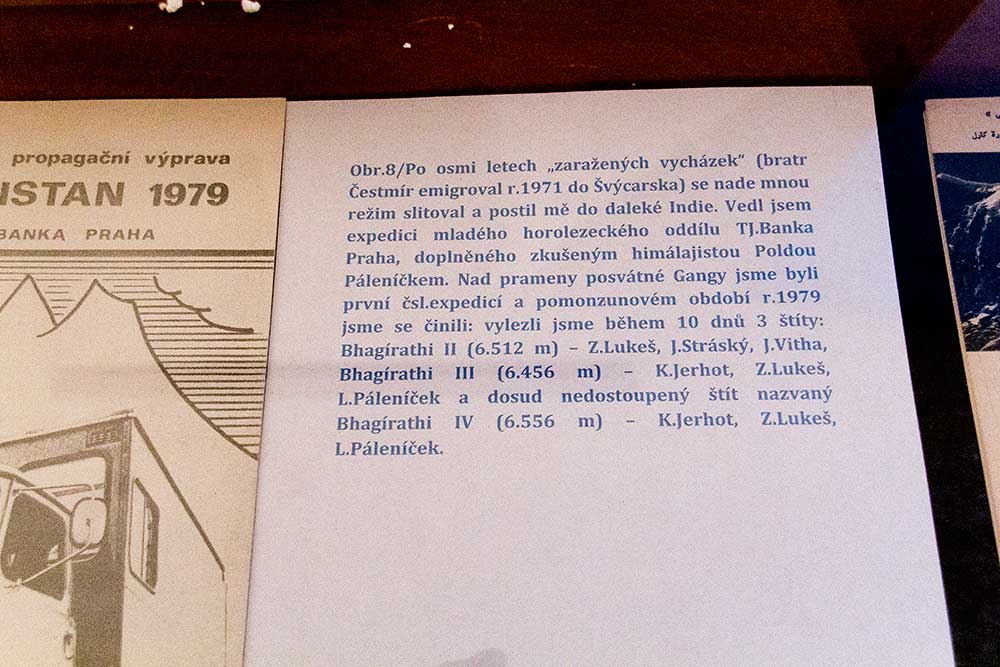 propagační výprava
ISTAN 1979
BANKA PRAHA
Obr.8/Po osmi letech „zaražených vycházek“ (bratr
Čestmír emigroval r.1971 do Švýcarska) se nade mnou
režim slitoval a postil mě do daleké Indie. Vedl jsem
expedici mladého horolezeckého oddílu TJ.Banka
Praha, doplněného zkušeným himálajistou Poldou
Páleníčkem. Nad prameny posvátné Gangy jsme byli
první čsl.expedicí a pomonzunovém období r.1979
jsme se činili: vylezli jsme během 10 dnů 3 štíty:
Bhagírathi II (6.512 m) – Z.Lukeš, J.Stráský, J.Vitha,
Bhagírathi III (6.456 m) – K.Jerhot, Z.Lukeš,
L.Páleníček a dosud nedostoupený štít nazvaný
Bhagírathi IV (6.556 m) – K.Jerhot, Z.Lukeš,
L.Páleníček.